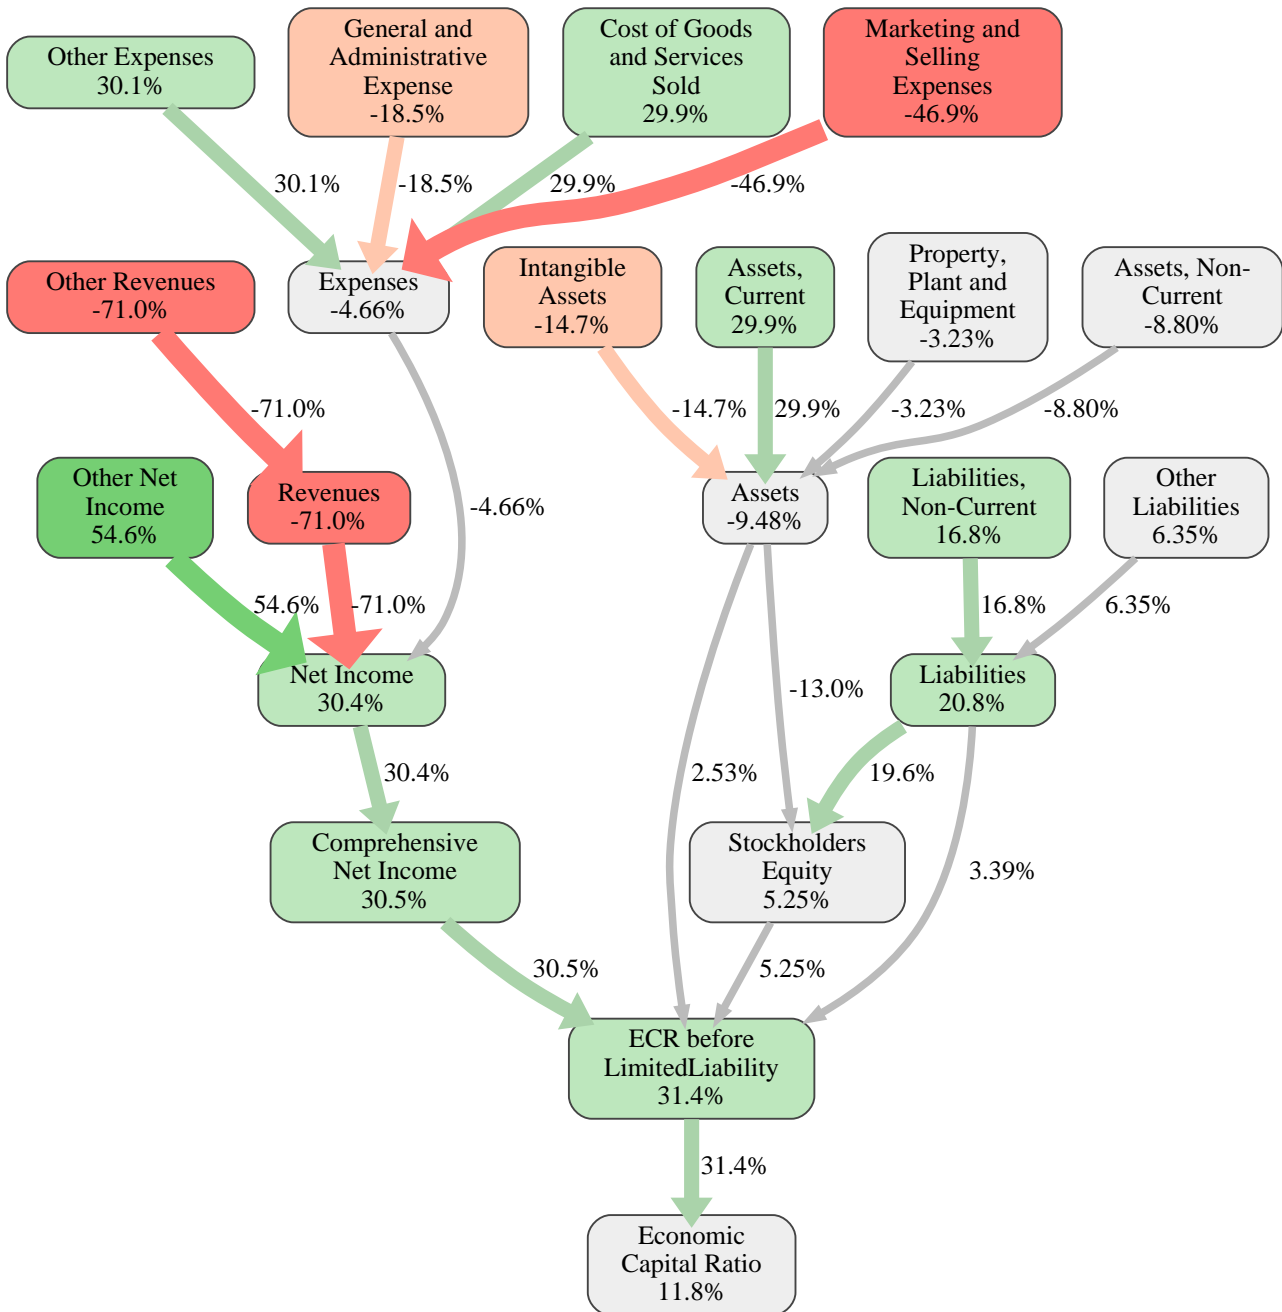 Other Expenses
30.1%
General and
Administrative
Expense
-18.5%
Cost of Goods
and Services
Sold
29.9%
Marketing and
Selling
Expenses
-46.9%
30.1%
-18.5%
29.9%
-46.9%
Other Revenues
-71.0%
Expenses
-4.66%
Intangible
Assets
-14.7%
Assets,
Current
29.9%
Property,
Plant and
Equipment
-3.23%
Assets, Non-
Current
-8.80%
-71.0%
-14.7%
29.9%
-3.23%
-8.80%
Other Net
Income
54.6%
Revenues
-71.0%
-4.66%
Assets
-9.48%
Liabilities,
Non-Current
16.8%
Other
Liabilities
6.35%
54.6%
-71.0%
16.8%
6.35%
Net Income
30.4%
-13.0%
Liabilities
20.8%
30.4%
2.53%
19.6%
Comprehensive
Net Income
30.5%
Stockholders
Equity
5.25%
3.39%
30.5%
5.25%
ECR before
LimitedLiability
31.4%
31.4%
Economic
Capital Ratio
11.8%